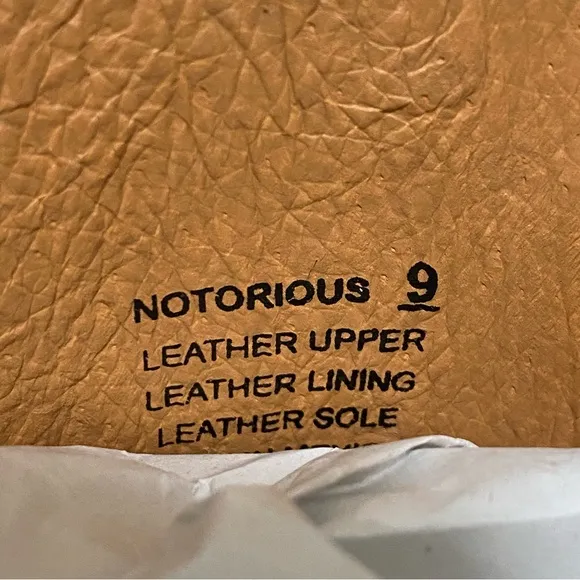 NOTORIOUS 9
LEATHER UPPER
LEATHER LINING
LEATHER SOLE